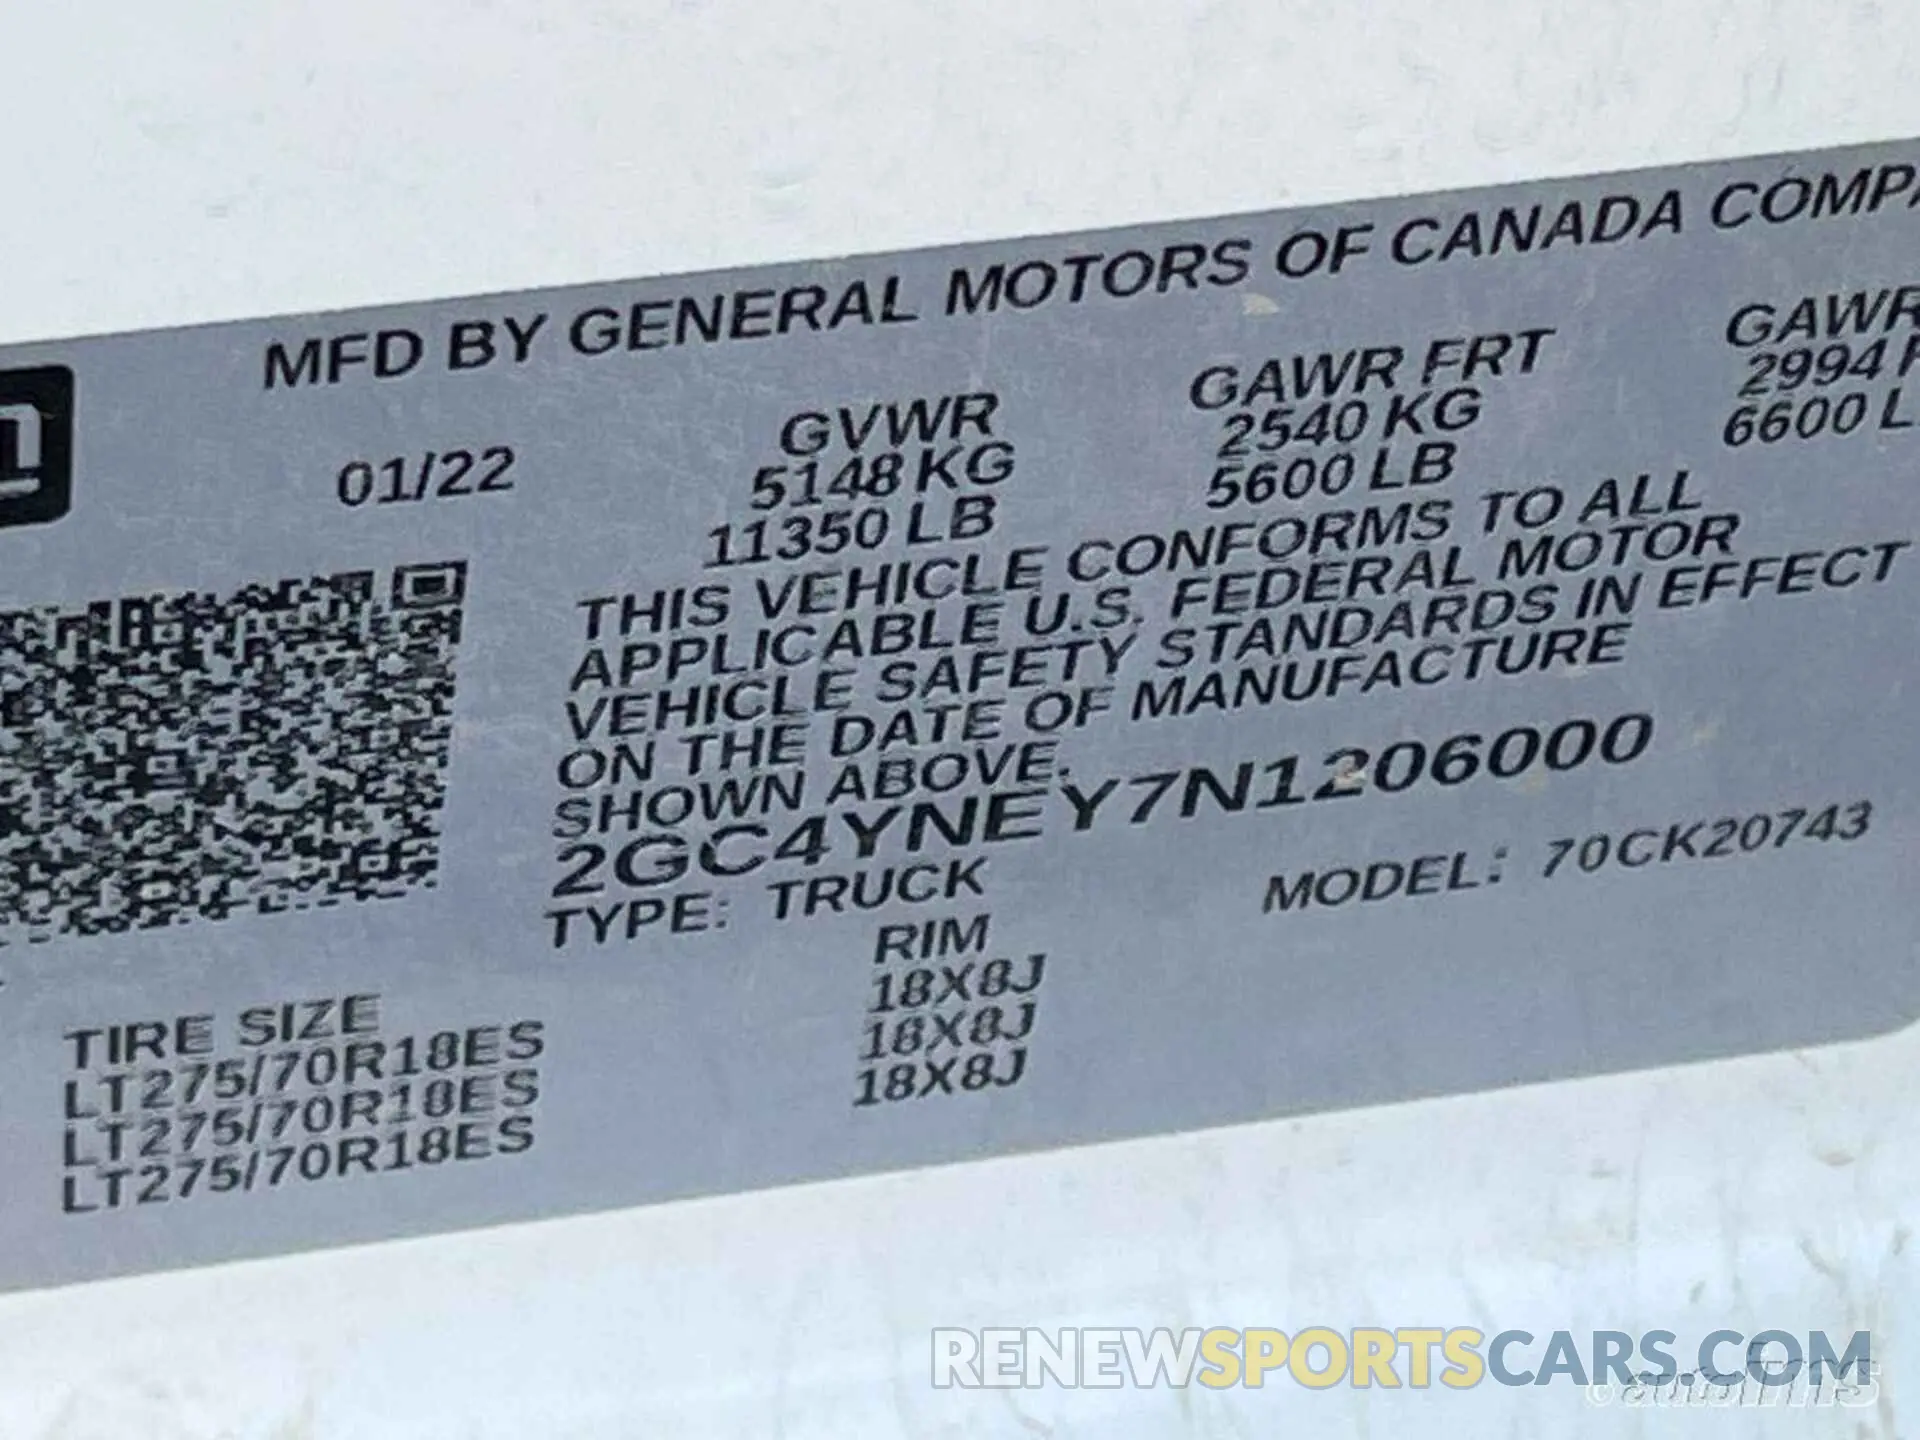 MFD BY GENERAL MOTORS OF CANADA
01/22
GVWR
5148 KG
11350 LB
GAWR FRT
2540 KG
5600 LB
GAWR
2994
6600
THIS VEHICLE CONFORMS TO ALL
APPLICABLE U.S. FEDERAL MOTOR
VEHICLE SAFETY STANDARDS IN EFFECT
ON THE DATE OF MANUFACTURE
SHOWN ABOVE.
2GC4YNEY7N1206000
TYPE: TRUCK
MODEL: 70CK20743
TIRE SIZE
LT275/70R18ES
LT275/70R18ES
LT275/70R18ES
RIM
18X8J
18X8J
18X8J
RENEWSPORTSCARS.COM